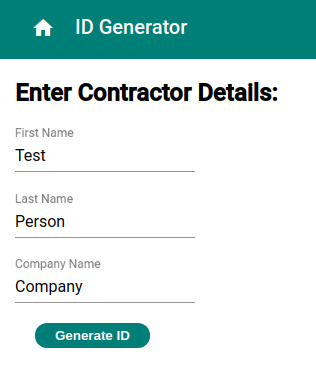 ID Generator
Enter Contractor Details:
First Name
Test
Last Name
Person
Company Name
Company
Generate ID